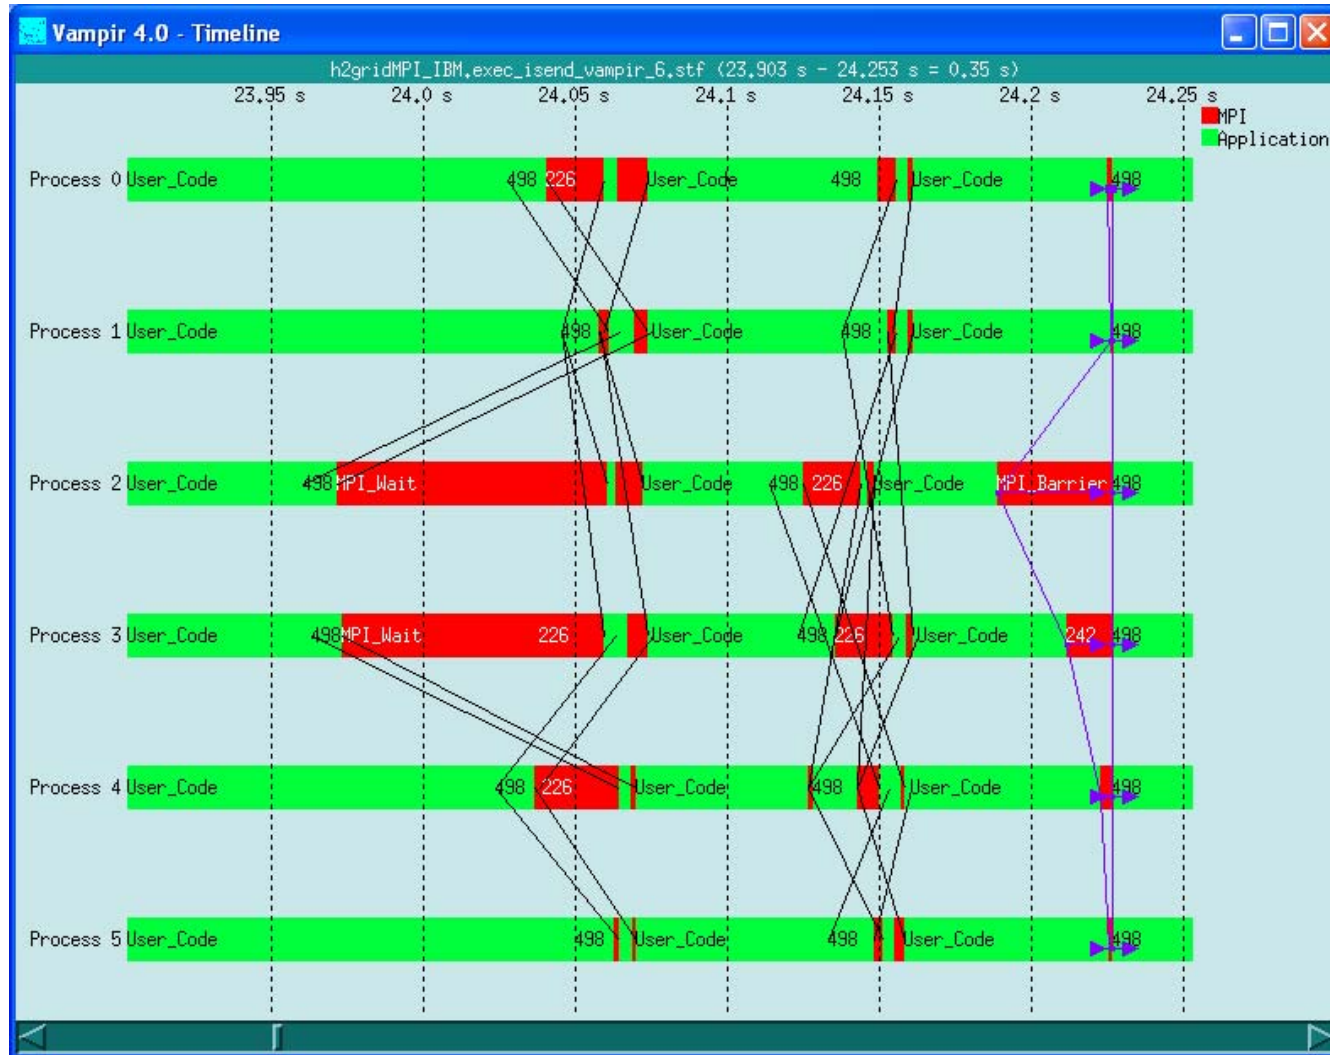 Vampir 4.0 - Timeline
h2gridMPI_IBM.exec_isend_vampir_6.stf (23.903 s - 24.253 s = 0.35 s)
23.95 s 24.0 s 24.05 s 24.1 s 24.15 s 24.2 s 24.25 s
MPI
Application
Process 0 User_Code 498 226 User_Code 498 User_Code 498
Process 1 User_Code 498 User_Code 498 User_Code 498
Process 2 User_Code 498 MPI_Wait User_Code 498 226 User_Code MPI_Barrier 498
Process 3 User_Code 498 MPI_Wait 226 User_Code 498 226 User_Code 242 498
Process 4 User_Code 498 226 User_Code 498 User_Code 498
Process 5 User_Code 498 User_Code 498 User_Code 498